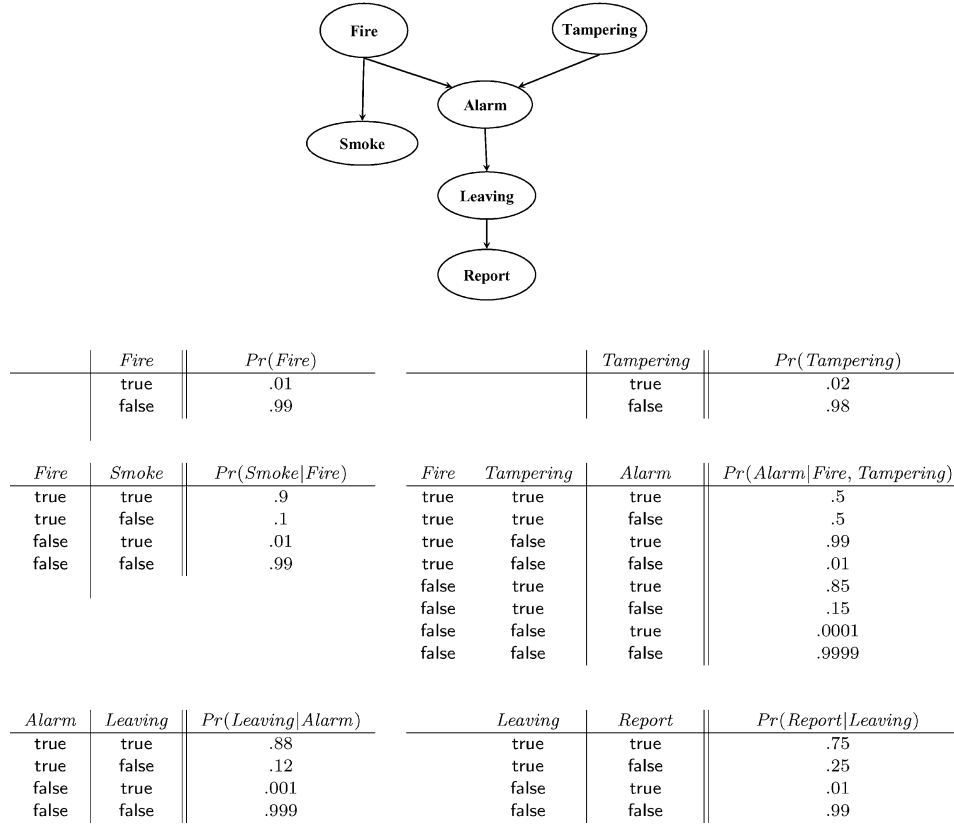 Fire
Tampering
Alarm
Smoke
Leaving
Report
Fire Pr(Fire)
true .01
false .99
Tampering Pr(Tampering)
true .02
false .98
Fire Smoke Pr(Smoke|Fire)
true true .9
true false .1
false true .01
false false .99
Fire Tampering Alarm Pr(Alarm|Fire, Tampering)
true true true .5
true true false .5
true false true .99
true false false .01
false true true .85
false true false .15
false false true .0001
false false false .9999
Alarm Leaving Pr(Leaving|Alarm)
true true .88
true false .12
false true .001
false false .999
Leaving Report Pr(Report|Leaving)
true true .75
true false .25
false true .01
false false .99